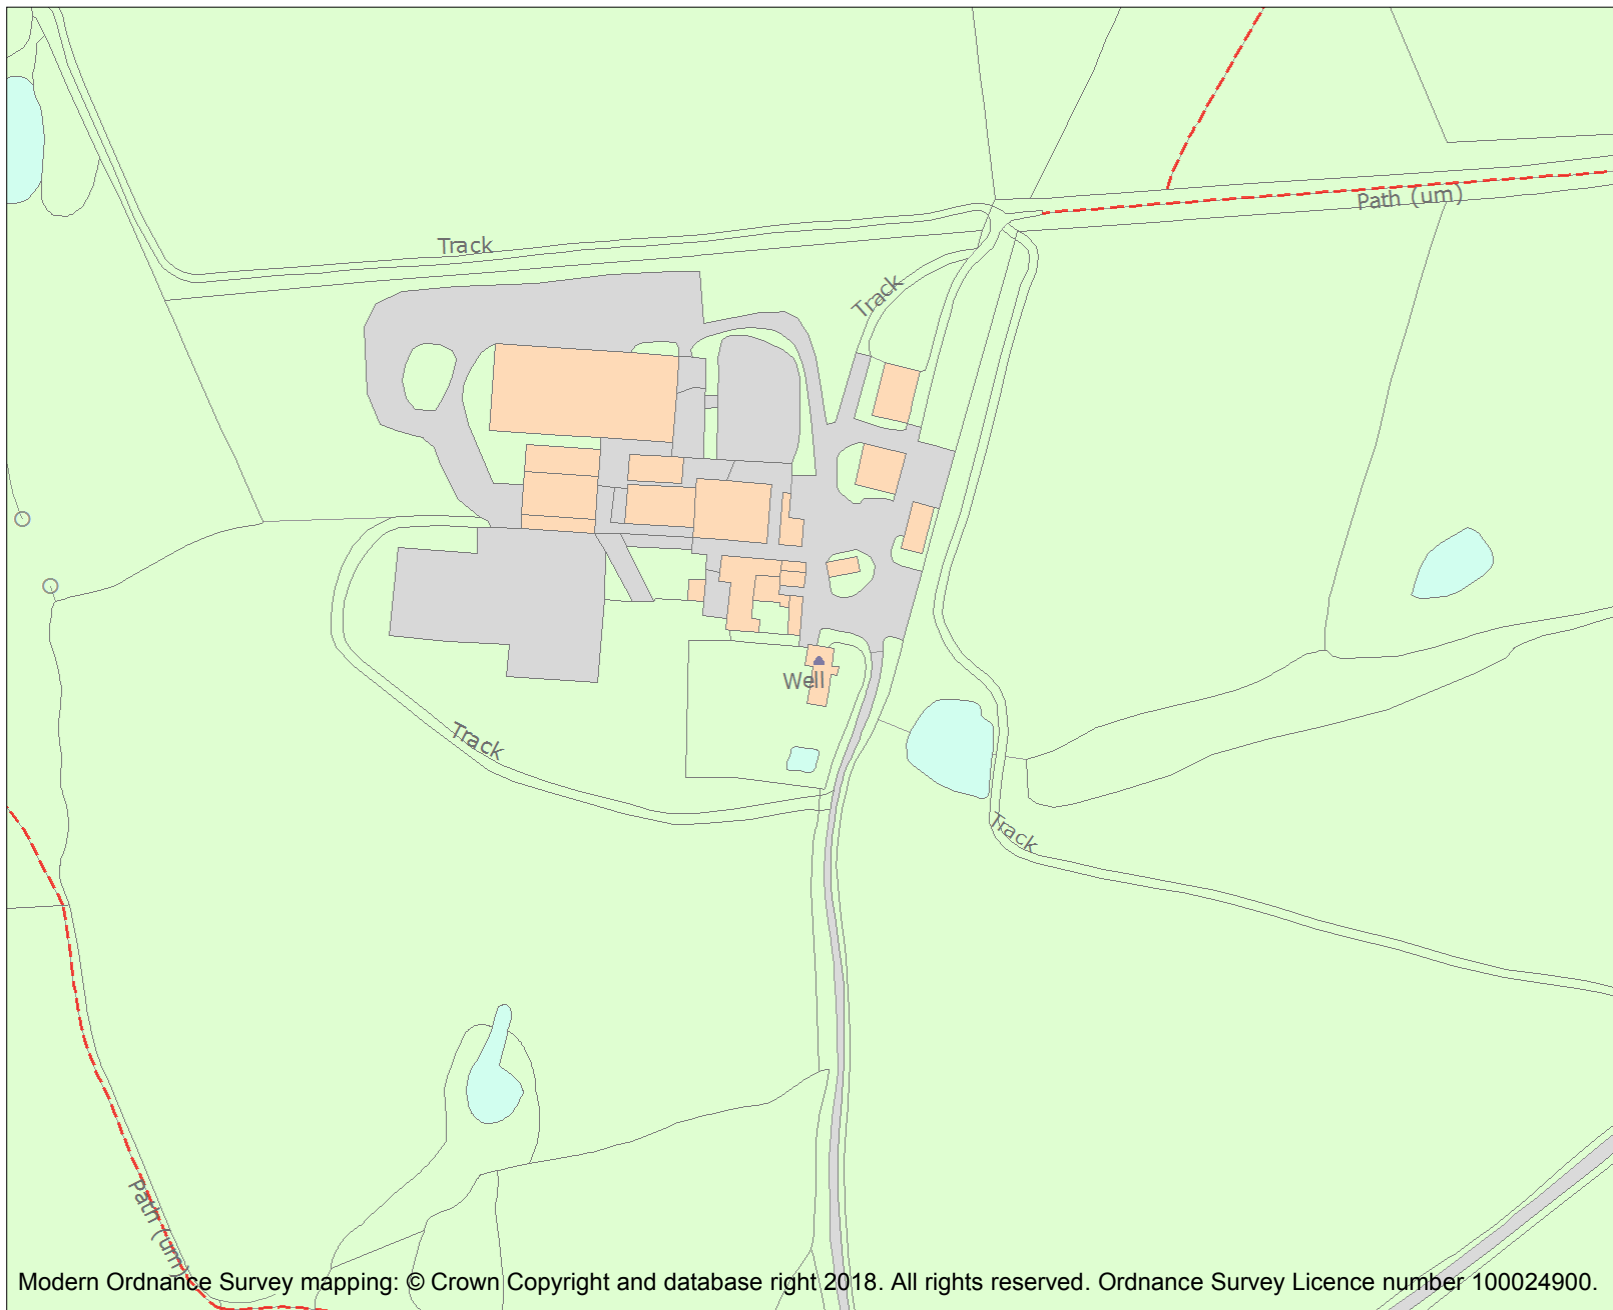 Path (um)
Track
Track
Well
Track
Track
Path (um)
Modern Ordnance Survey mapping: © Crown Copyright and database right 2018. All rights reserved. Ordnance Survey Licence number 100024900.